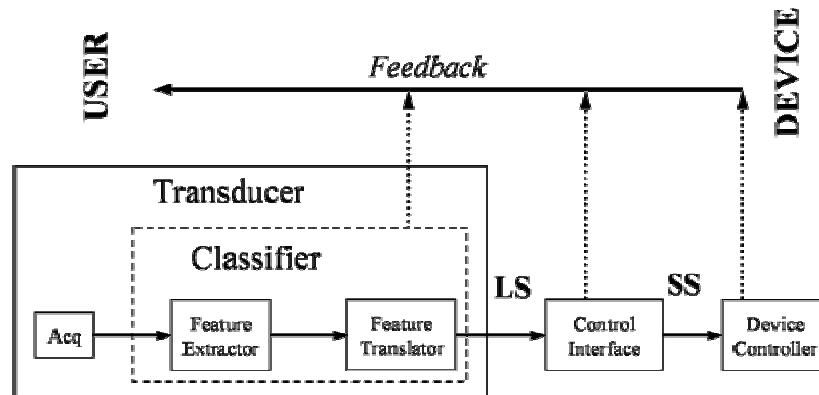 USER
Feedback
DEVICE
Transducer
Classifier
LS
SS
Acq
Feature
Extractor
Feature
Translator
Control
Interface
Device
Controller